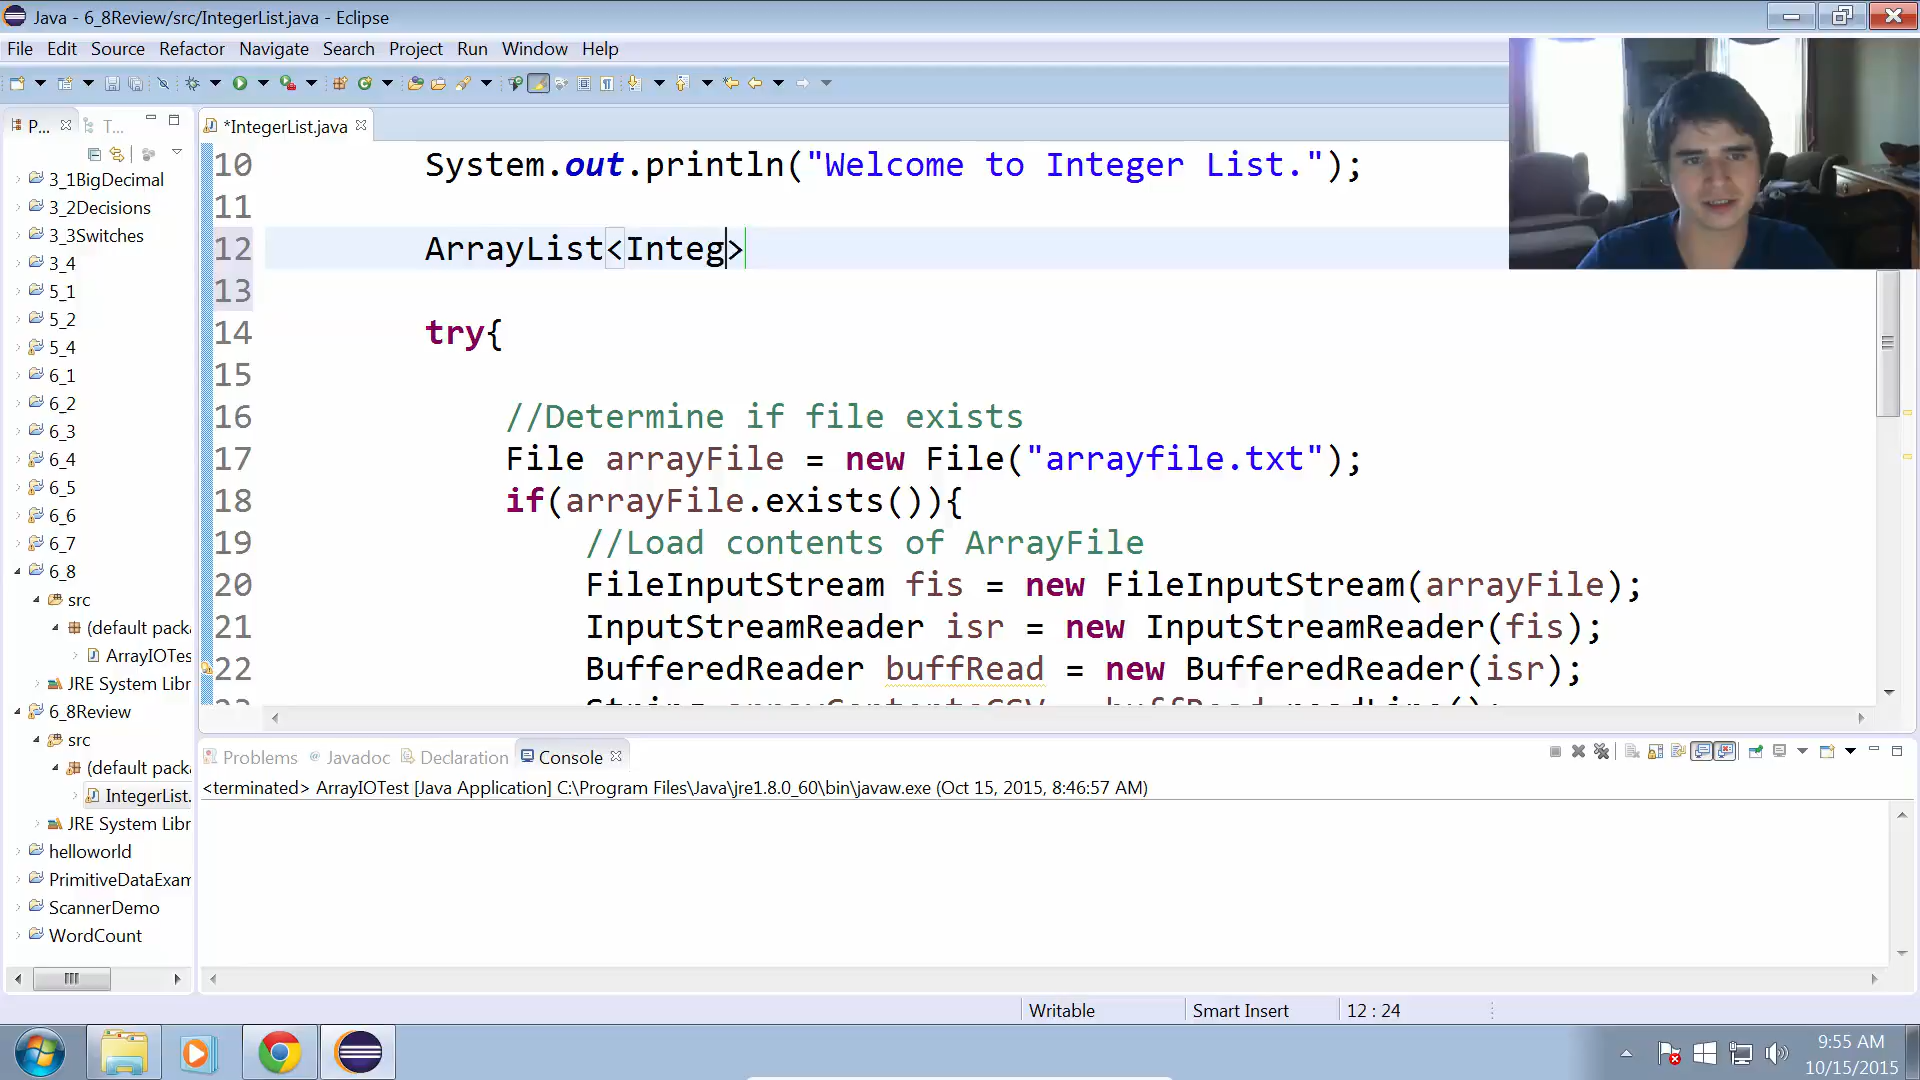 Java - 6_8Review/src/IntegerList.java - Eclipse
File Edit Source Refactor Navigate Search Project Run Window Help
P... T...
*IntegerList.java
3_1BigDecimal
3_2Decisions
3_3Switches
3_4
5_1
5_2
5_4
6_1
6_2
6_3
6_4
6_5
6_6
6_7
6_8
src
(default packa
ArrayIOTes
JRE System Libr
6_8Review
src
(default packa
IntegerList.
JRE System Libr
helloworld
PrimitiveDataExam
ScannerDemo
WordCount
10 System.out.println("Welcome to Integer List.");
11
12 ArrayList<Integ>
13
14 try{
15
16 //Determine if file exists
17 File arrayFile = new File("arrayfile.txt");
18 if(arrayFile.exists()){
19 //Load contents of ArrayFile
20 FileInputStream fis = new FileInputStream(arrayFile);
21 InputStreamReader isr = new InputStreamReader(fis);
22 BufferedReader buffRead = new BufferedReader(isr);
23 String arrayContentsCSV = buffRead.readLine();
Problems Javadoc Declaration Console
<terminated> ArrayIOTest [Java Application] C:\Program Files\Java\jre1.8.0_60\bin\javaw.exe (Oct 15, 2015, 8:46:57 AM)
Writable Smart Insert 12 : 24
9:55 AM
10/15/2015